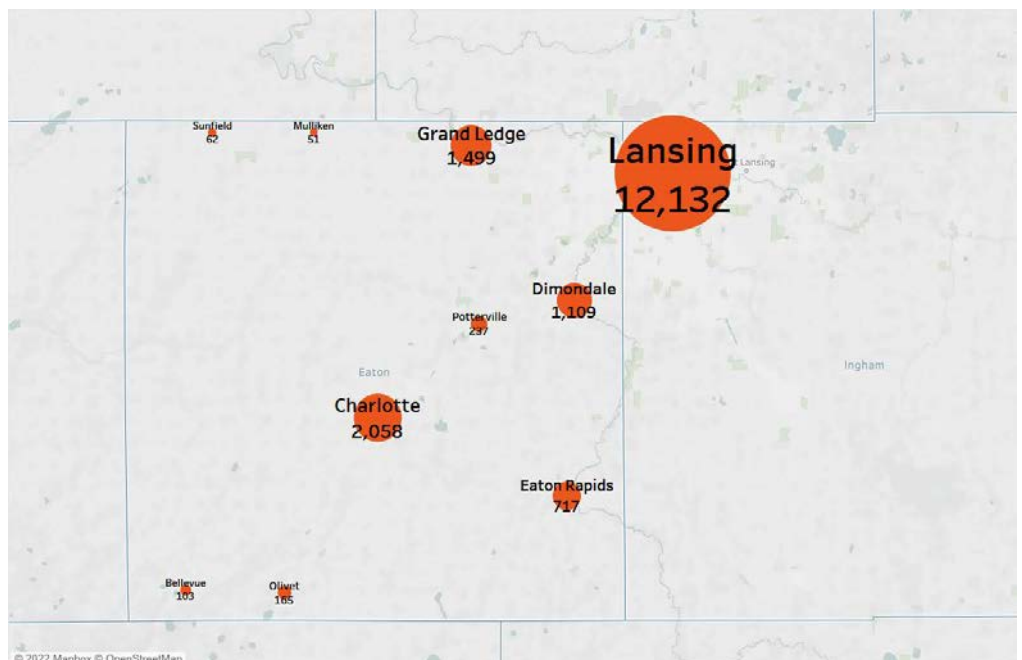 Sunfield
62
Mulliken
51
Grand Ledge
1,499
Lansing
12,132
Lansing
Dimondale
1,109
Potterville
237
Eaton
Ingham
Charlotte
2,058
Eaton Rapids
717
Bellevue
103
Olivet
165
© 2022 Mapbox © OpenStreetMap